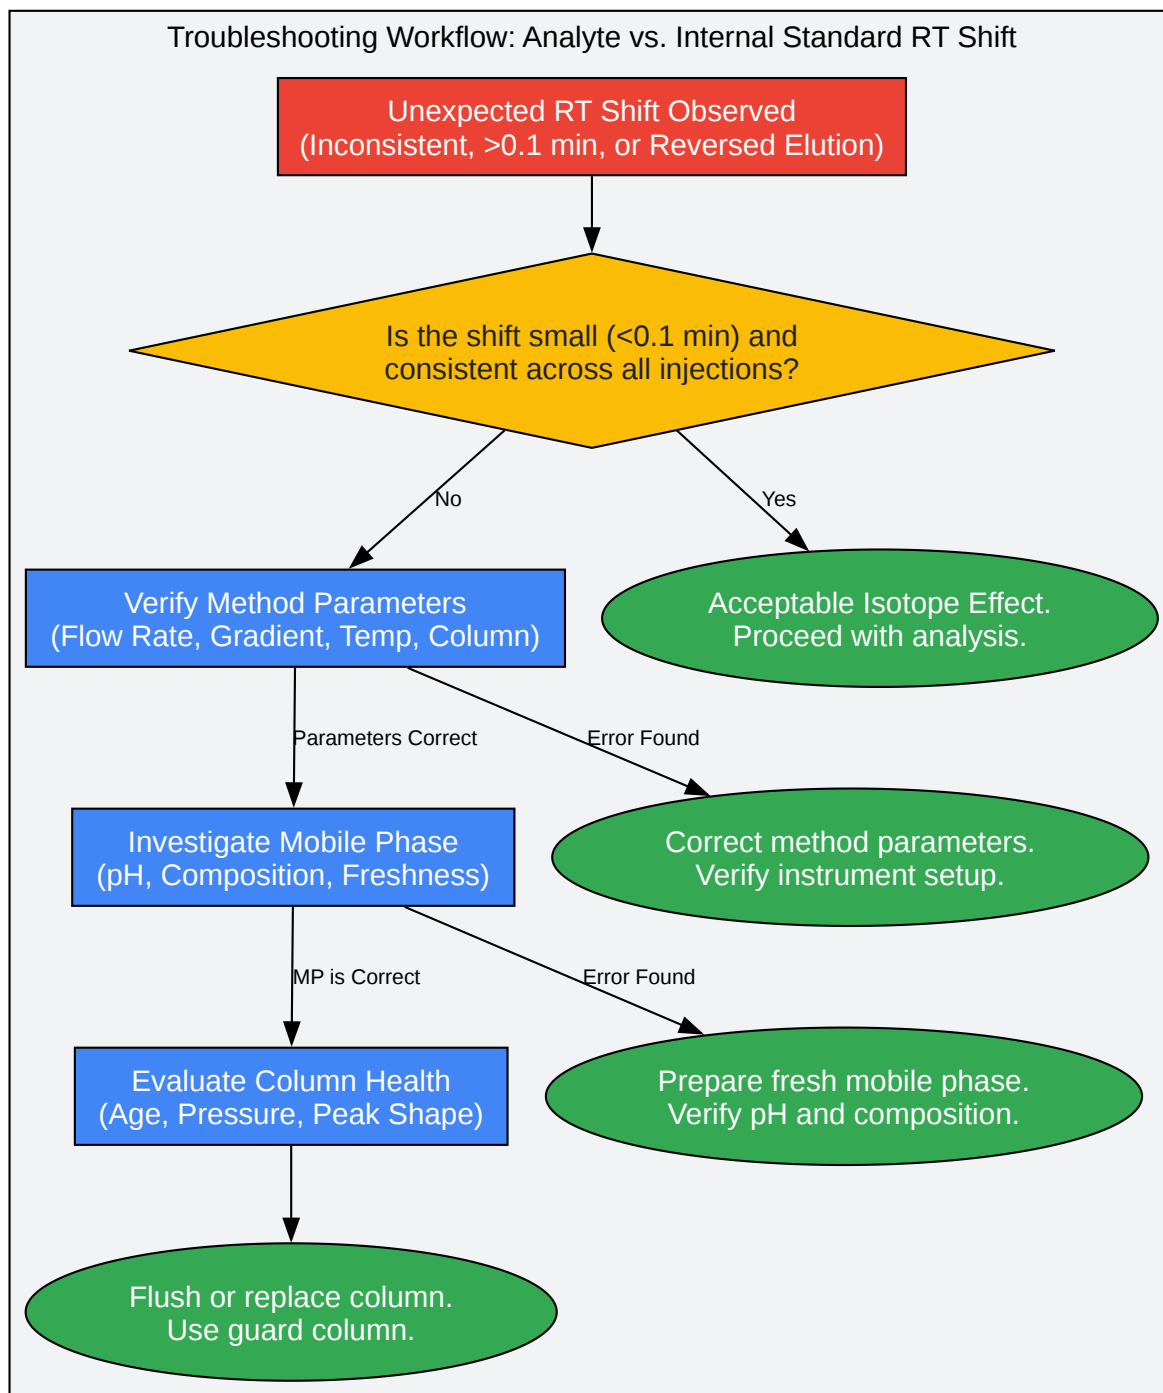 Troubleshooting Workflow: Analyte vs. Internal Standard RT Shift
Unexpected RT Shift Observed
(Inconsistent, >0.1 min, or Reversed Elution)
Is the shift small (<0.1 min) and
consistent across all injections?
No
Yes
Verify Method Parameters
(Flow Rate, Gradient, Temp, Column)
Acceptable Isotope Effect.
Proceed with analysis.
Parameters Correct
Error Found
Investigate Mobile Phase
(pH, Composition, Freshness)
Correct method parameters.
Verify instrument setup.
MP is Correct
Error Found
Evaluate Column Health
(Age, Pressure, Peak Shape)
Prepare fresh mobile phase.
Verify pH and composition.
Flush or replace column.
Use guard column.